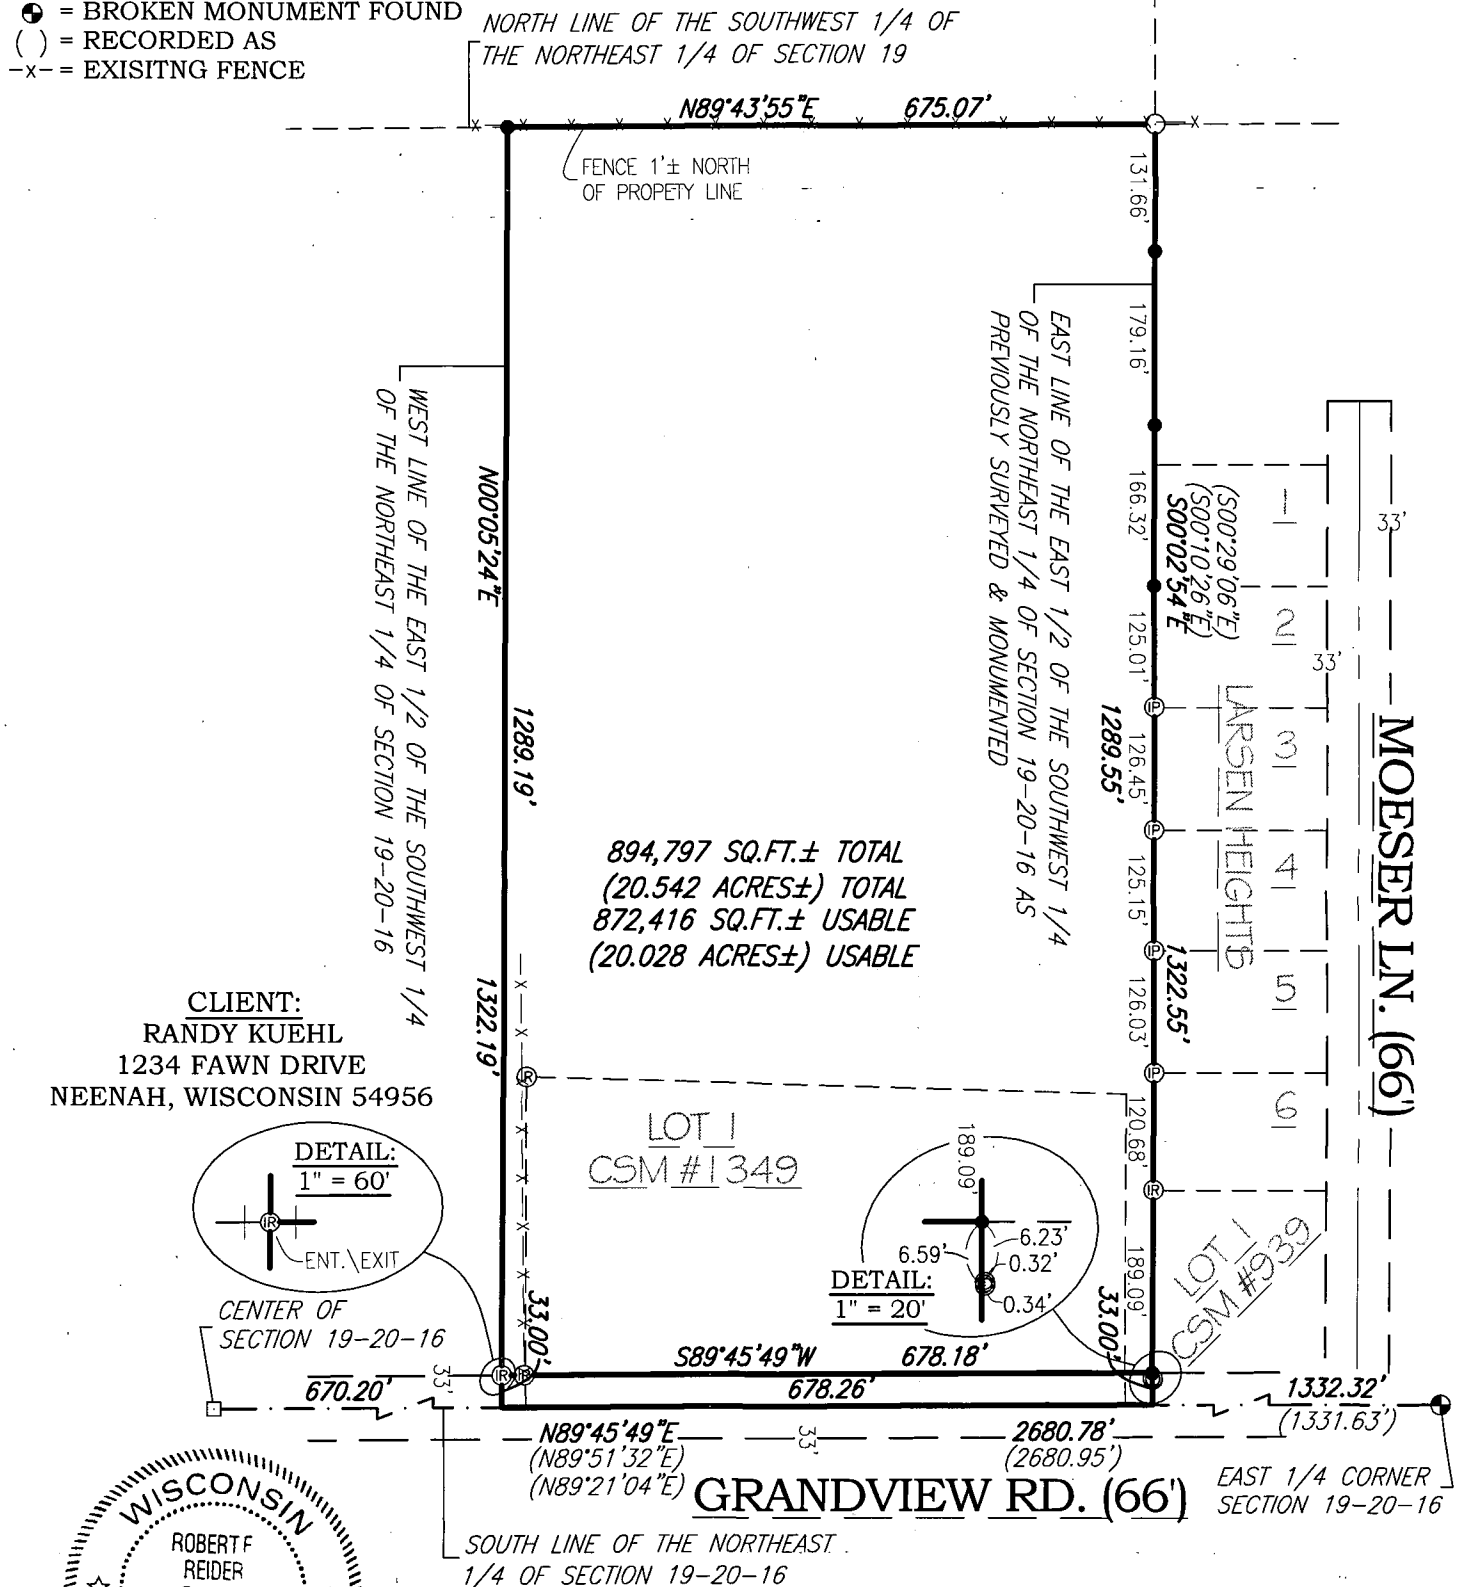 = BROKEN MONUMENT FOUND
( ) = RECORDED AS
-x- = EXISITNG FENCE
NORTH LINE OF THE SOUTHWEST 1/4 OF
THE NORTHEAST 1/4 OF SECTION 19
N89°43'55"E 675.07'
FENCE 1'± NORTH
OF PROPETY LINE
131.66'
179.16'
166.32'
125.01'
126.45'
125.15'
126.03'
120.68'
189.09'
EAST LINE OF THE EAST 1/2 OF THE SOUTHWEST 1/4
OF THE NORTHEAST 1/4 OF SECTION 19-20-16 AS
PREVIOUSLY SURVEYED & MONUMENTED
1289.55'
1322.55'
(S00°29'06"E)
(S00°10'26"E)
S00°02'54"E
1
2
3
4
5
6
33'
33'
LARSEN HEIGHTS
MOESER LN. (66')
WEST LINE OF THE EAST 1/2 OF THE SOUTHWEST 1/4
OF THE NORTHEAST 1/4 OF SECTION 19-20-16
N00°05'24"E
1289.19'
1322.19'
894,797 SQ.FT.± TOTAL
(20.542 ACRES±) TOTAL
872,416 SQ.FT.± USABLE
(20.028 ACRES±) USABLE
CLIENT:
RANDY KUEHL
1234 FAWN DRIVE
NEENAH, WISCONSIN 54956
DETAIL:
1" = 60'
IR
ENT.\EXIT
LOT 1
CSM #1349
189.09'
6.59'
6.23'
0.32'
0.34'
DETAIL:
1" = 20'
LOT 1
CSM #939
IP
IP
IP
IP
IR
IR
IR
CENTER OF
SECTION 19-20-16
33.00'
33.00'
S89°45'49"W 678.18'
678.26'
670.20'
33'
1332.32'
(1331.63')
N89°45'49"E 33' 2680.78'
(N89°51'32"E) (2680.95')
(N89°21'04"E)
GRANDVIEW RD. (66')
EAST 1/4 CORNER
SECTION 19-20-16
SOUTH LINE OF THE NORTHEAST
1/4 OF SECTION 19-20-16
WISCONSIN
ROBERT F
REIDER